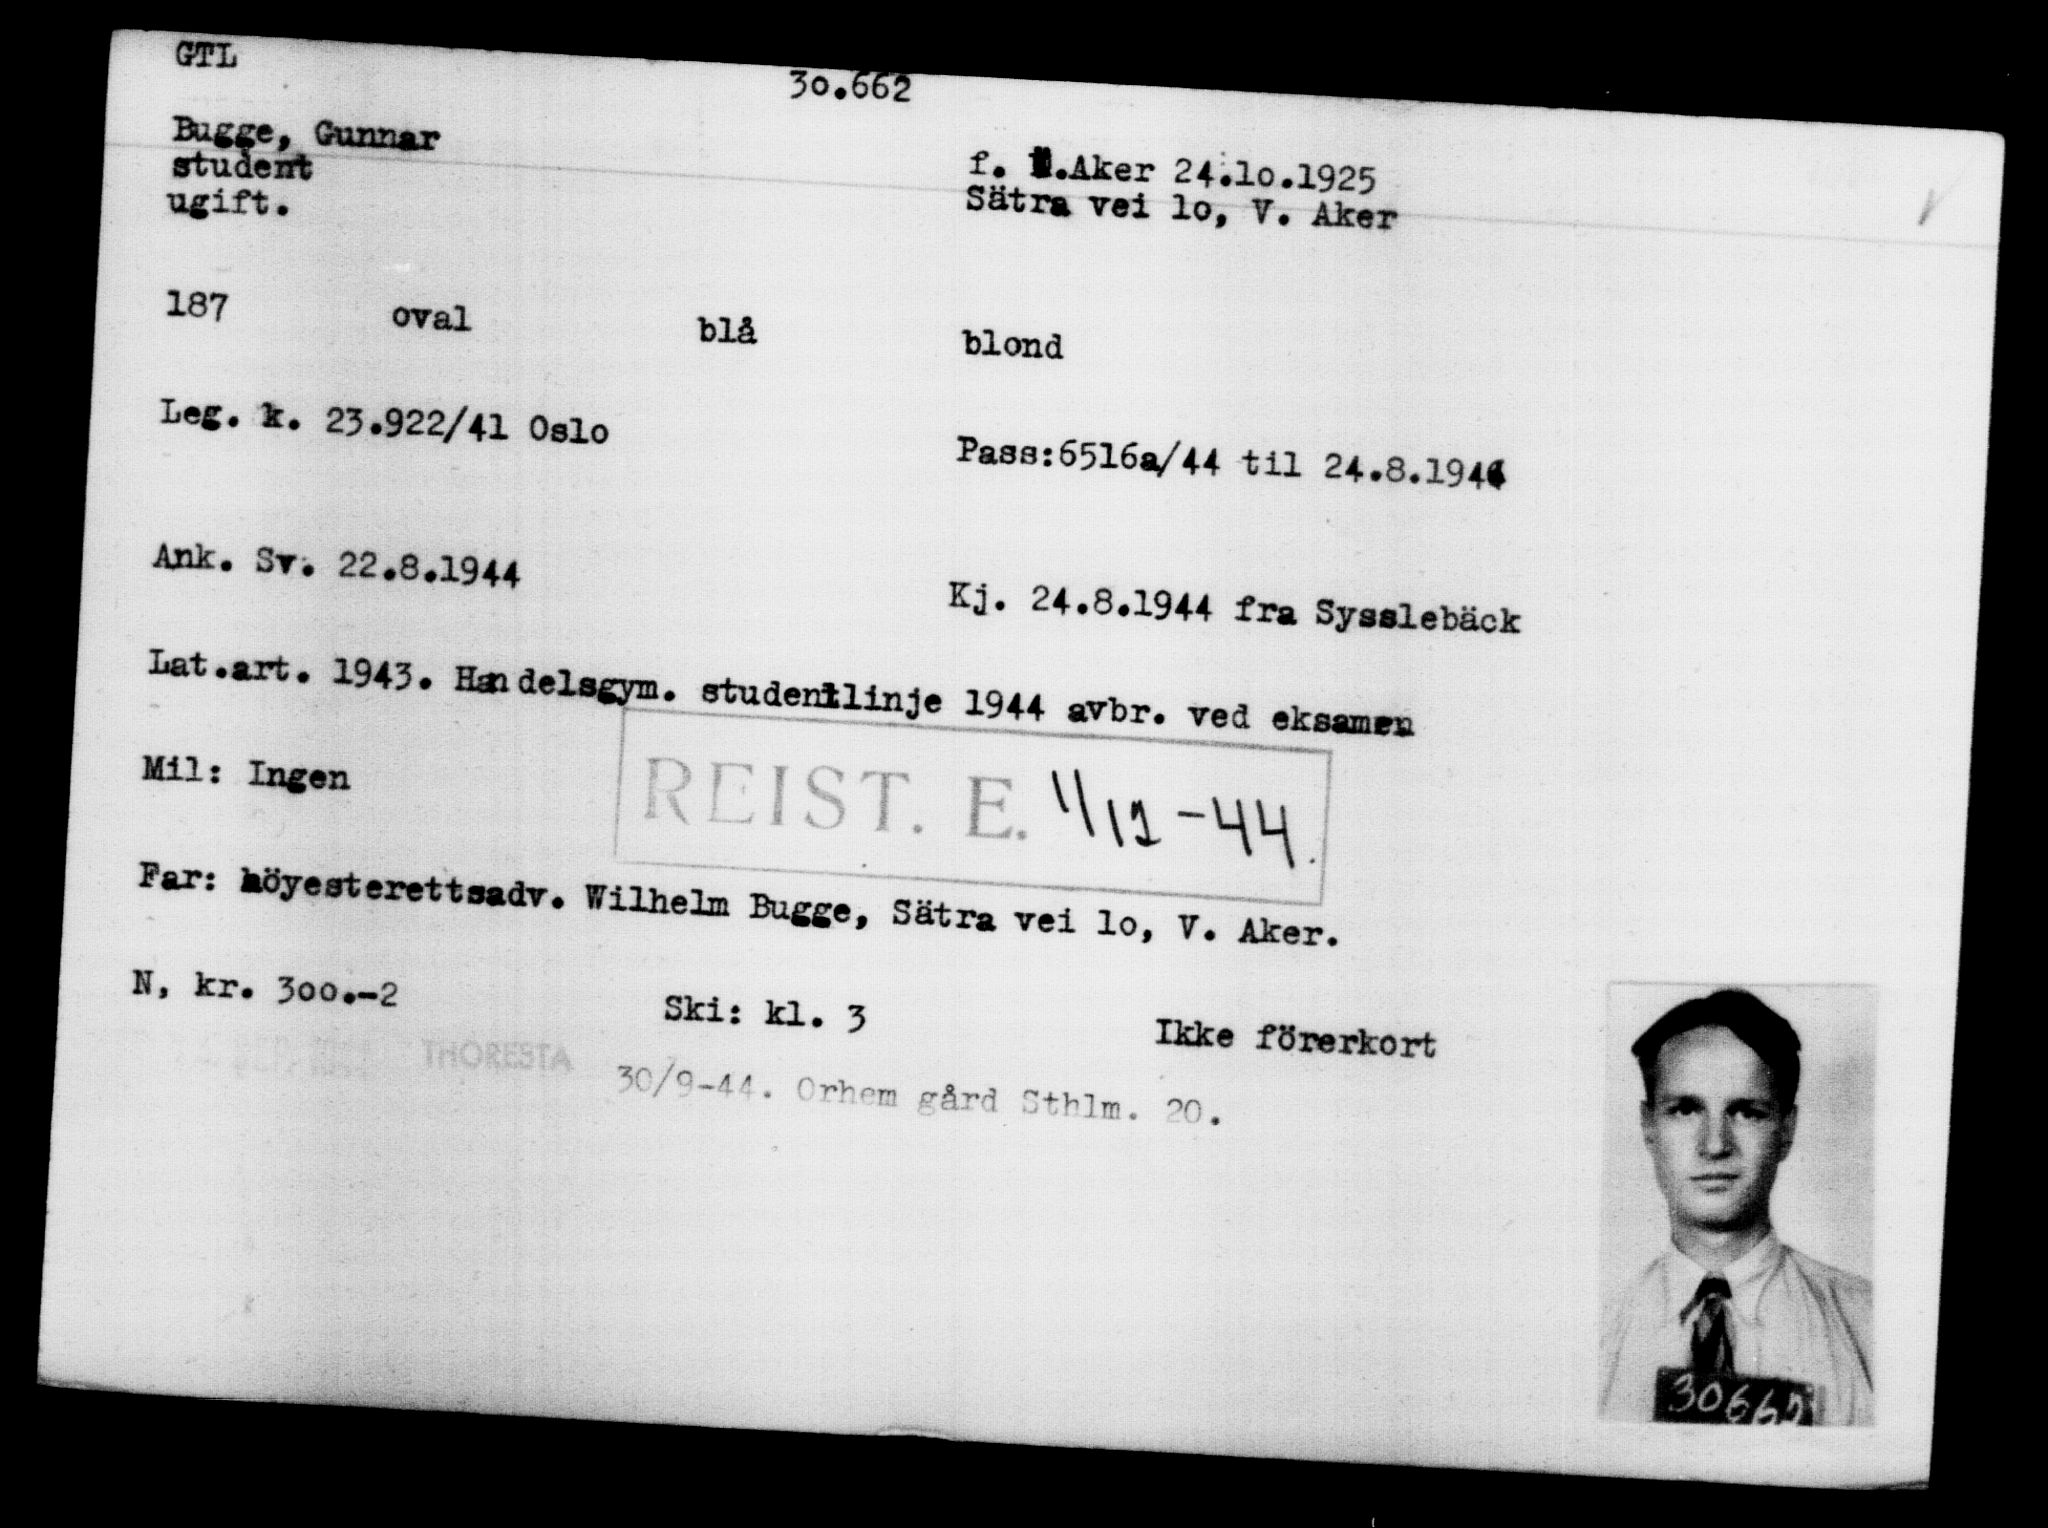 GTL
30.662
Bugge, Gunnar
f. V.Aker 24.10.1925
student
Sätra vei 10, V. Aker
ugift.
187 oval blå blond
Leg. k. 23.922/41 Oslo
Pass:6516a/44 til 24.8.1946
Ank. Sv. 22.8.1944
Kj. 24.8.1944 fra Sysslebäck
Lat.art. 1943. Handelsgym. studentlinje 1944 avbr. ved eksamen
Mil: Ingen
REIST. E. 1/12-44.
Far: höyesterettsadv. Wilhelm Bugge, Sätra vei 10, V. Aker.
N, kr. 300.-2
Ski: kl. 3
Ikke förerkort
THORESTA
30/9-44. Orhem gård Sthlm. 20.
30662